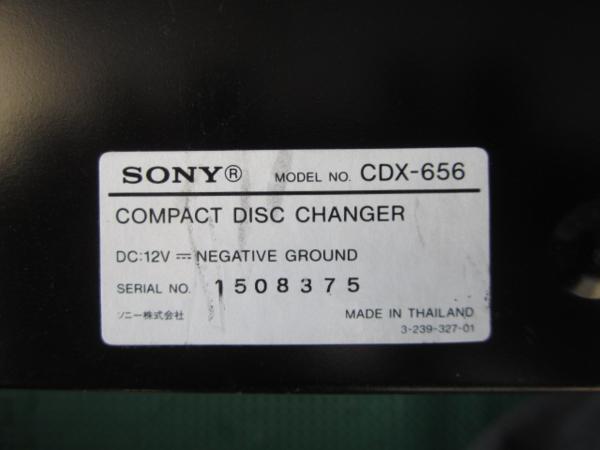 SONY® MODEL NO. CDX-656
COMPACT DISC CHANGER
DC:12V ⎓ NEGATIVE GROUND
SERIAL NO. 1508375
ソニー株式会社 MADE IN THAILAND
3-239-327-01